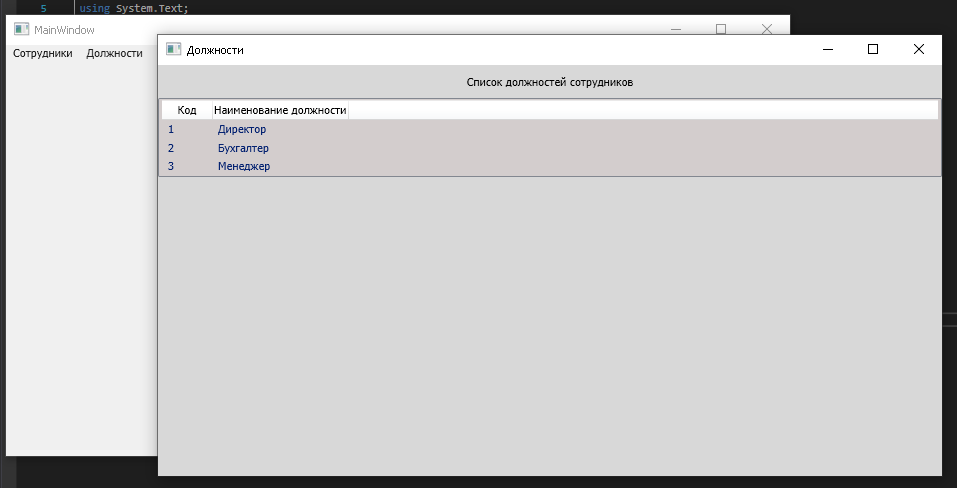 5 using System.Text;
MainWindow
Сотрудники Должности
Должности
Список должностей сотрудников
Код Наименование должности
1 Директор
2 Бухгалтер
3 Менеджер